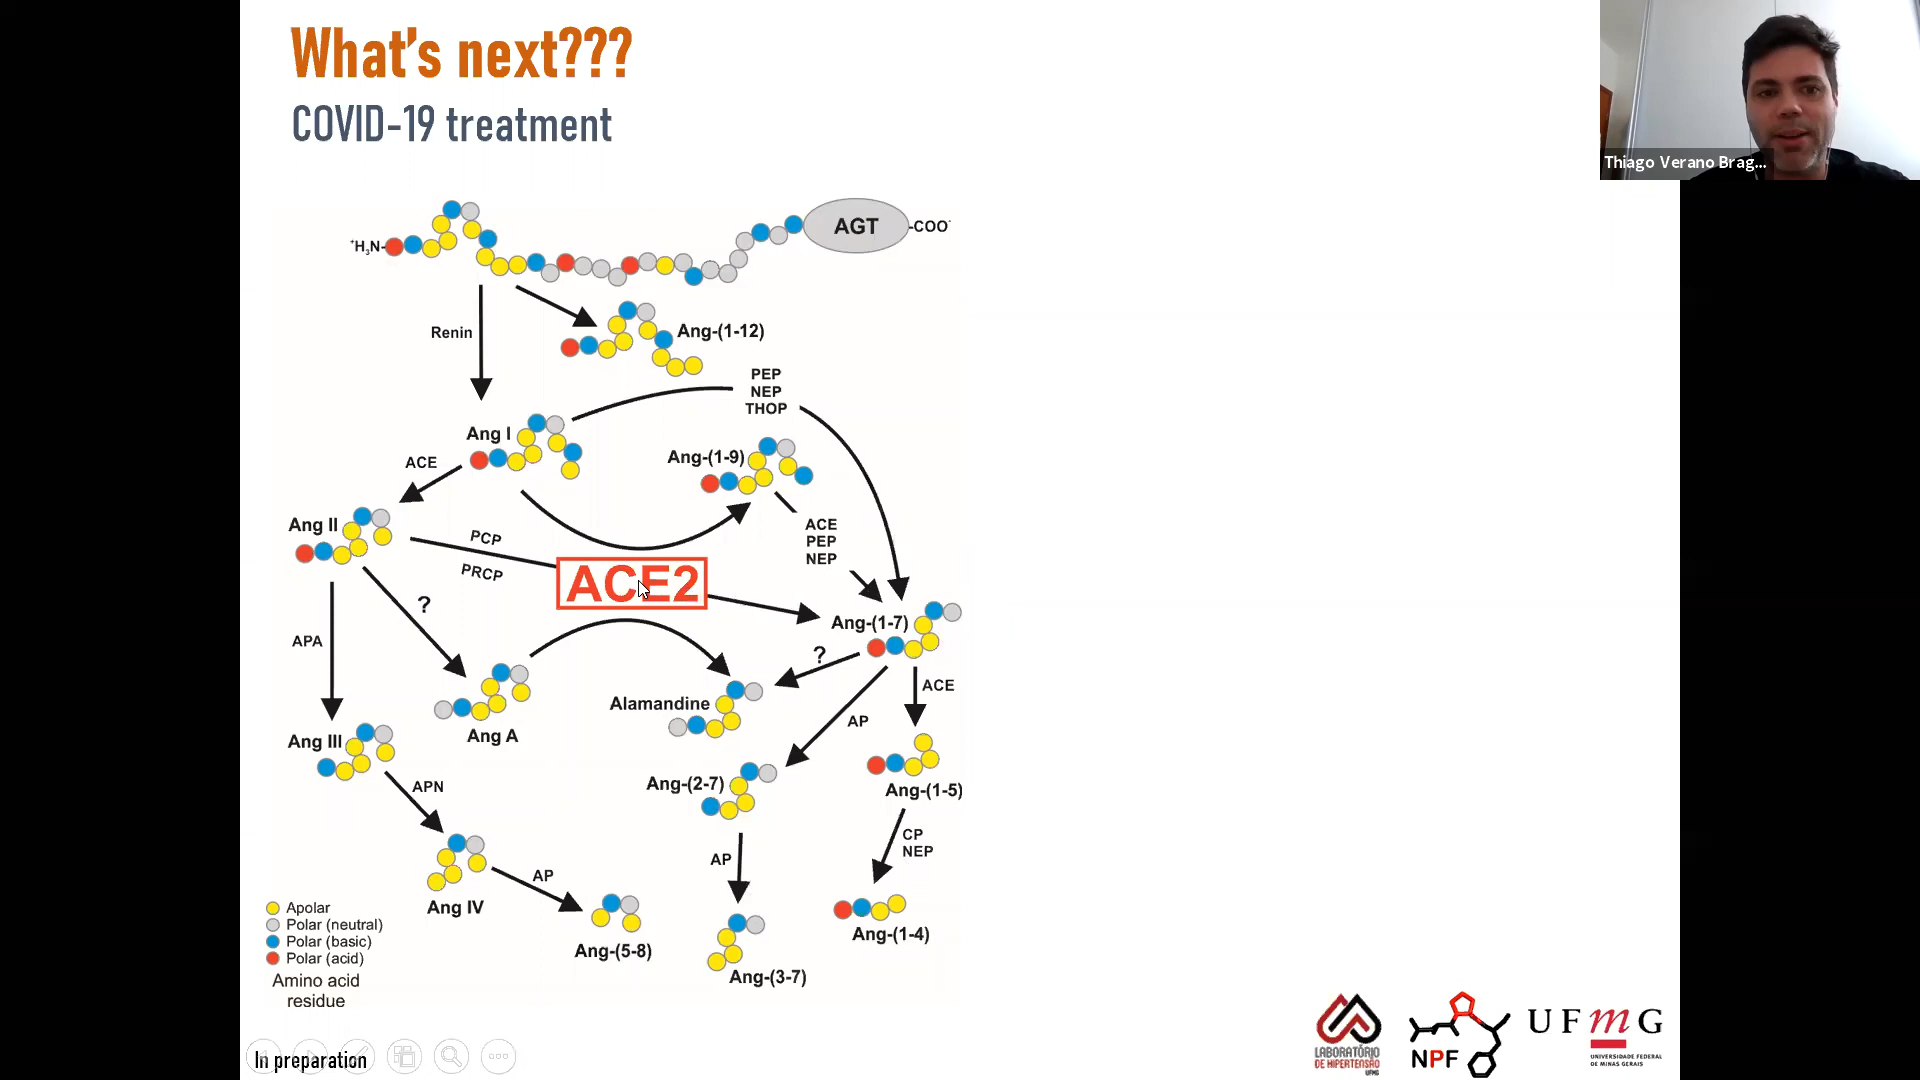 What's next???
COVID-19 treatment
Thiago Verano Brag...
⁺H₃N-
AGT
-COO⁻
Renin
Ang-(1-12)
PEP
NEP
THOP
Ang I
Ang-(1-9)
ACE
Ang II
PCP
PRCP
ACE
PEP
NEP
ACE2
?
Ang-(1-7)
APA
?
ACE
Alamandine
AP
Ang A
Ang III
Ang-(2-7)
APN
Ang-(1-5)
CP
NEP
AP
AP
Ang IV
Ang-(1-4)
Ang-(5-8)
Ang-(3-7)
Apolar
Polar (neutral)
Polar (basic)
Polar (acid)
Amino acid
residue
In preparation
LABORATÓRIO
DE HIPERTENSÃO
UFMG
NPF
UFmG
UNIVERSIDADE FEDERAL
DE MINAS GERAIS